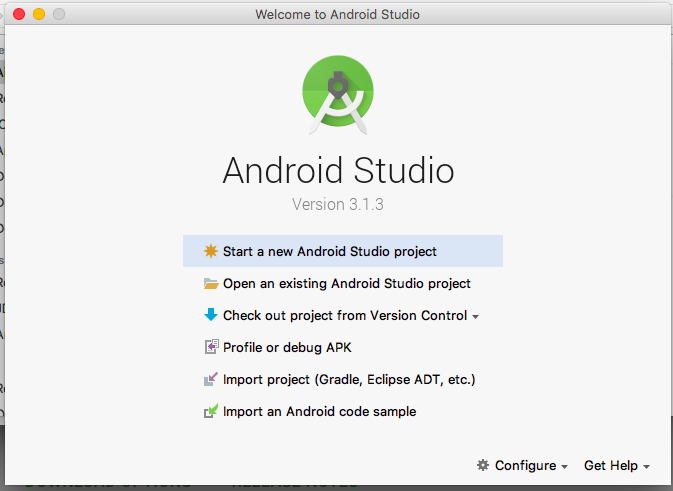 Welcome to Android Studio
Android Studio
Version 3.1.3
Start a new Android Studio project
Open an existing Android Studio project
Check out project from Version Control
Profile or debug APK
Import project (Gradle, Eclipse ADT, etc.)
Import an Android code sample
Configure Get Help